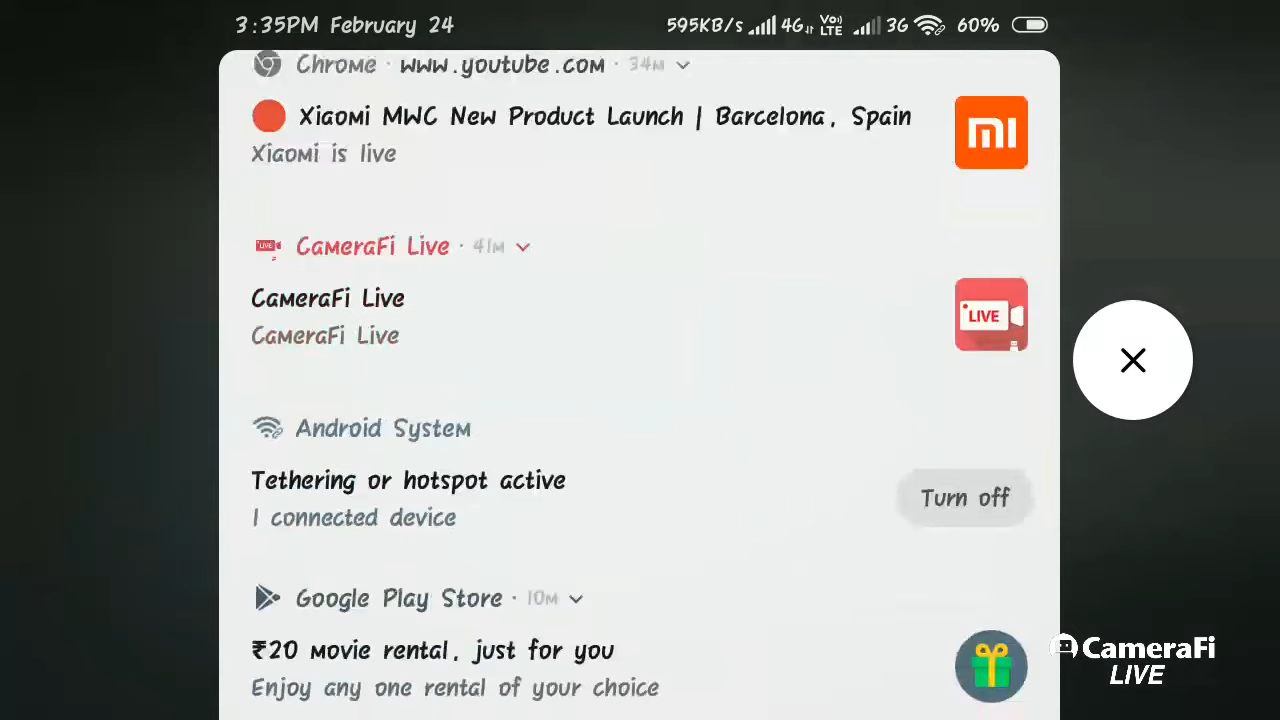 3:35PM February 24
595KB/s 4G Vo) LTE 3G 60%
Chrome · www.youtube.com · 34m
Xiaomi MWC New Product Launch | Barcelona, Spain
Xiaomi is live
mi
LIVE CameraFi Live · 41m
CameraFi Live
CameraFi Live
LIVE
Android System
Tethering or hotspot active
1 connected device
Turn off
Google Play Store · 10m
₹20 movie rental, just for you
Enjoy any one rental of your choice
CameraFi
LIVE